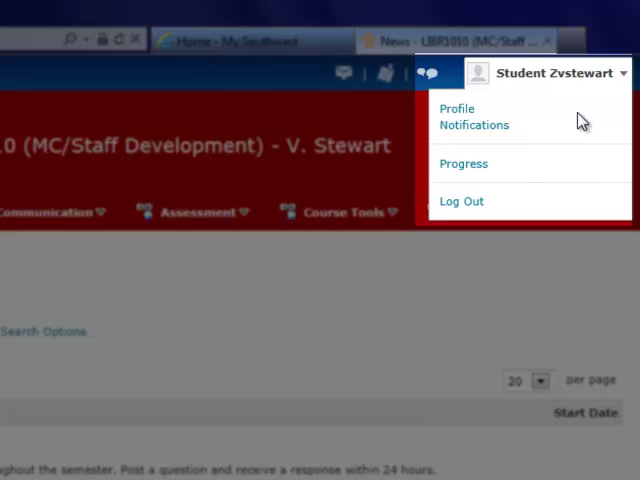 Home - My Southwest
News - LIBR1010 (MC/Staff ...
Student Zvstewart
Profile
Notifications
Progress
Log Out
0 (MC/Staff Development) - V. Stewart
Communication
Assessment
Course Tools
Search Options
20 per page
Start Date
ughout the semester. Post a question and receive a response within 24 hours.